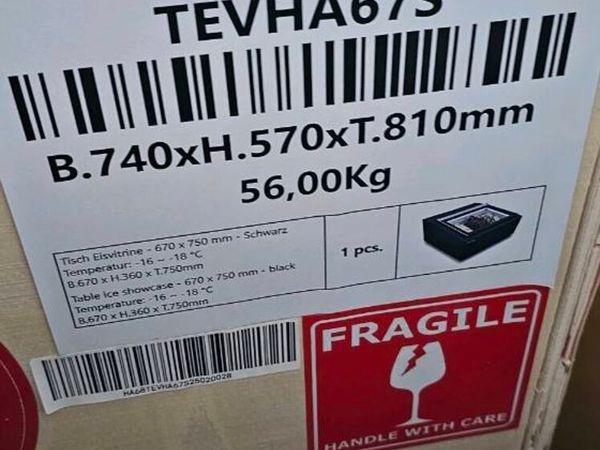 TEVHA67S
B.740xH.570xT.810mm
56,00Kg
Tisch Eisvitrine - 670 x 750 mm - Schwarz
Temperatur: -16 ~ -18 °C
B.670 x H.360 x T.750mm
Table ice showcase - 670 x 750 mm - black
Temperature: -16 ~ -18 °C
B.670 x H.360 x T.750mm
1 pcs.
HA68TEVHA67S25020028
FRAGILE
HANDLE WITH CARE